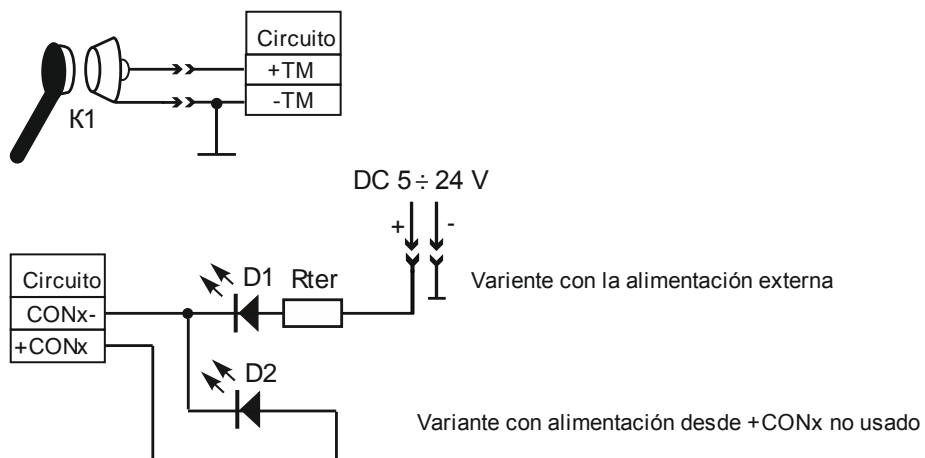 Circuito
+TM
-TM
K1
DC 5 ÷ 24 V
+ -
Circuito
CONx-
+CONx
D1 Rter
Variente con la alimentación externa
D2
Variante con alimentación desde +CONx no usado